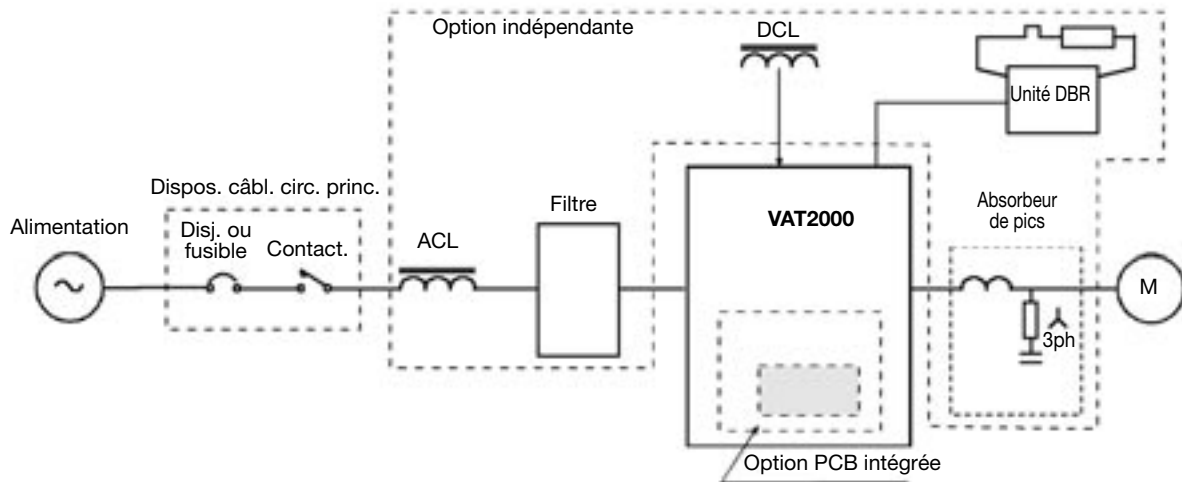 Option indépendante
DCL
Unité DBR
Dispos. câbl. circ. princ.
Alimentation
Disj. ou
fusible
Contact.
ACL
Filtre
VAT2000
Absorbeur
de pics
M
3ph
Option PCB intégrée